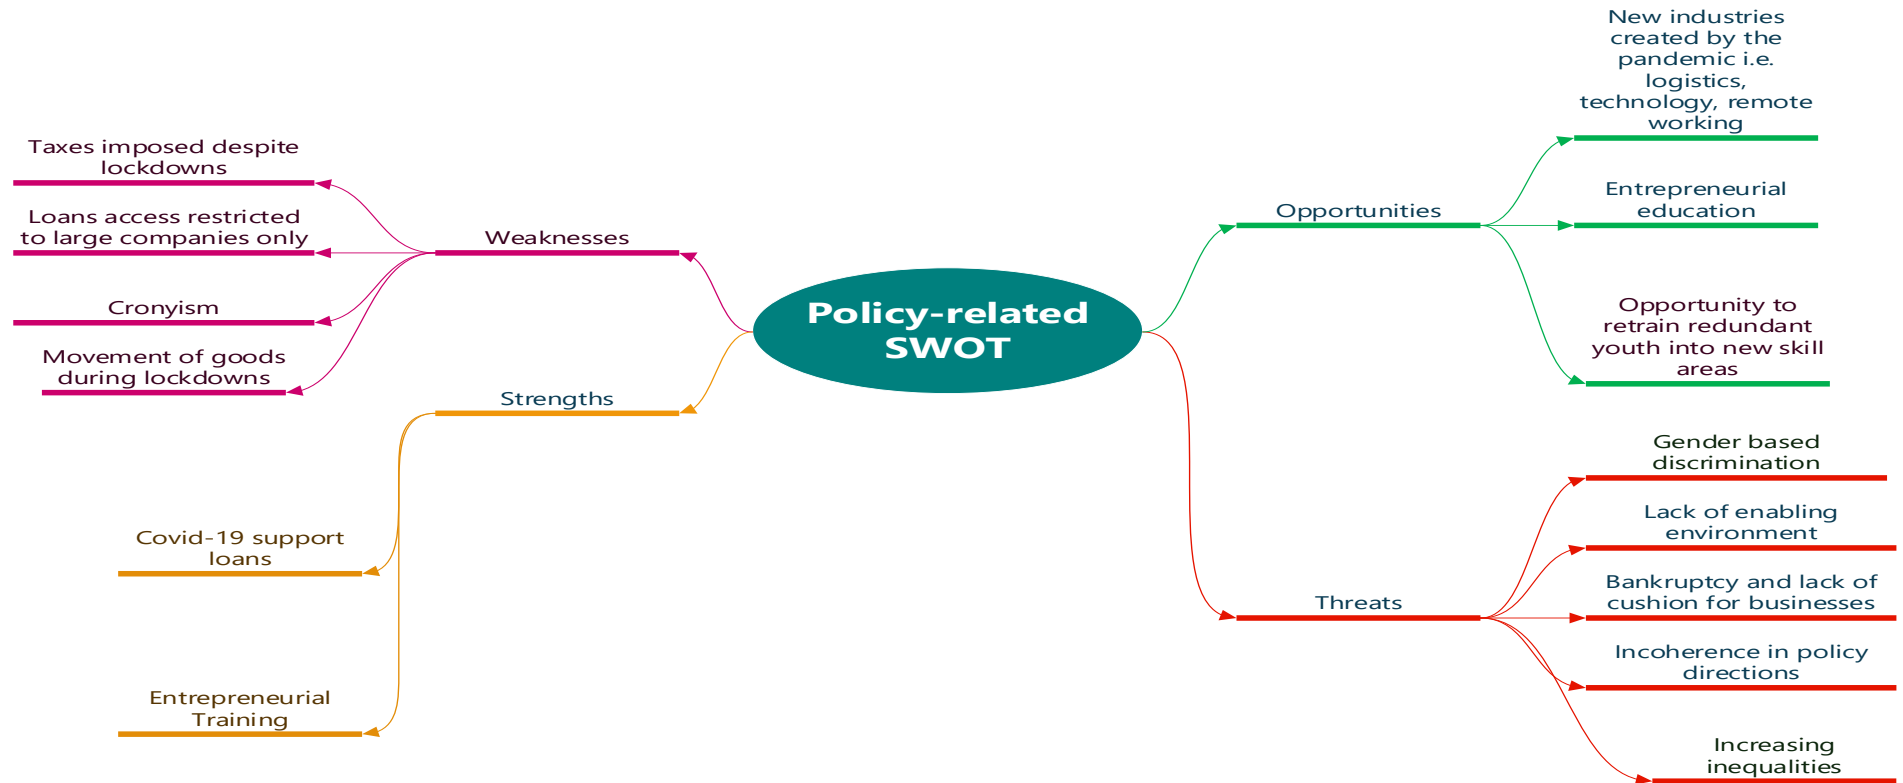 Policy-related
SWOT
Weaknesses
Taxes imposed despite
lockdowns
Loans access restricted
to large companies only
Cronyism
Movement of goods
during lockdowns
Strengths
Covid-19 support
loans
Entrepreneurial
Training
Opportunities
New industries
created by the
pandemic i.e.
logistics,
technology, remote
working
Entrepreneurial
education
Opportunity to
retrain redundant
youth into new skill
areas
Threats
Gender based
discrimination
Lack of enabling
environment
Bankruptcy and lack of
cushion for businesses
Incoherence in policy
directions
Increasing
inequalities